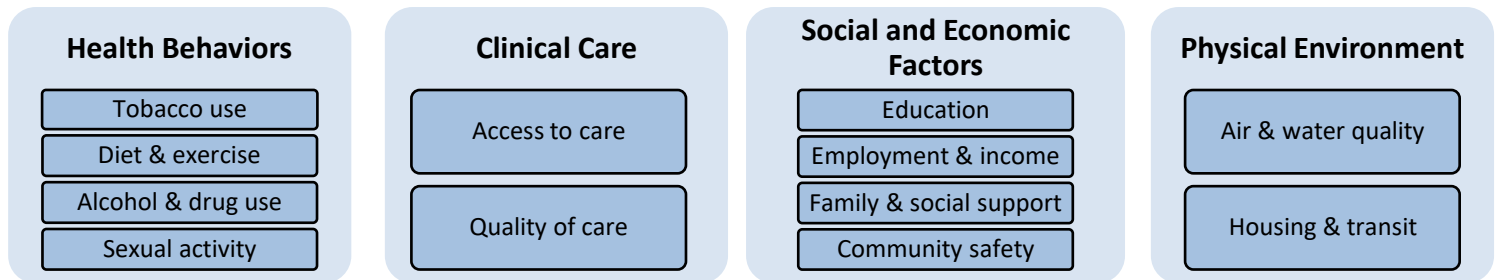 Health Behaviors
Tobacco use
Diet & exercise
Alcohol & drug use
Sexual activity
Clinical Care
Access to care
Quality of care
Social and Economic
Factors
Education
Employment & income
Family & social support
Community safety
Physical Environment
Air & water quality
Housing & transit